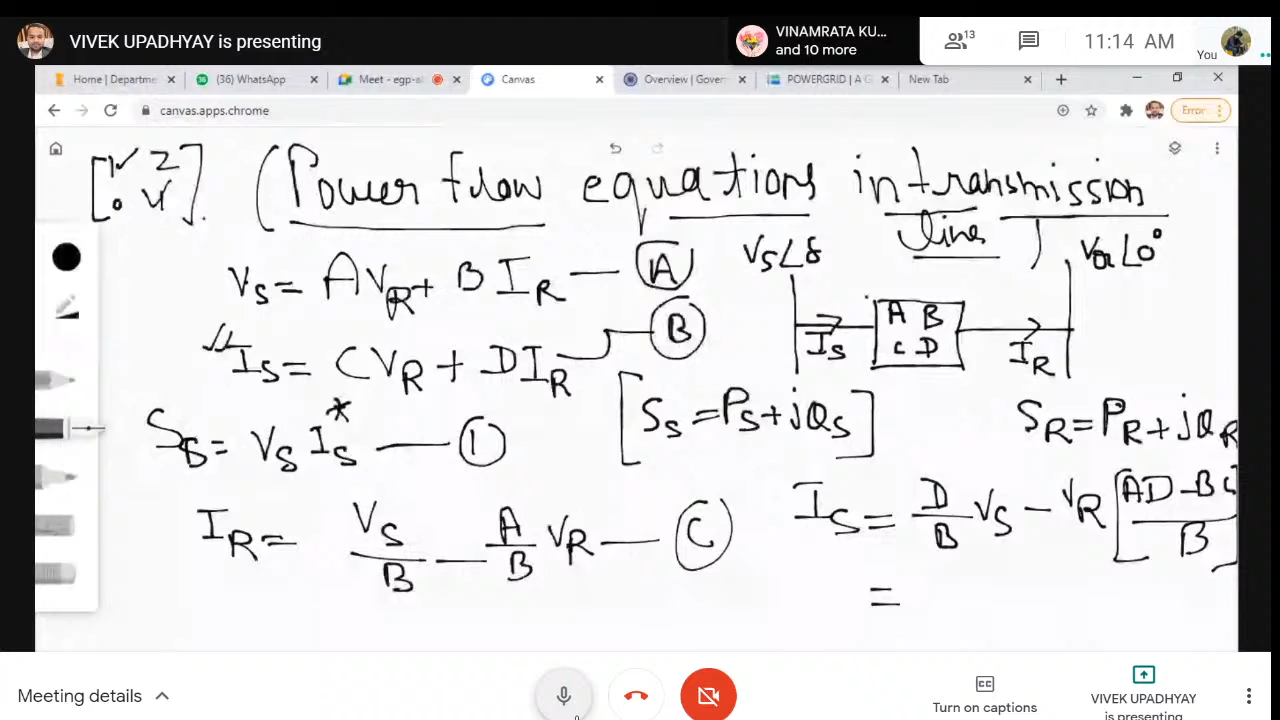 VIVEK UPADHYAY is presenting
VINAMRATA KU...
and 10 more
13
11:14 AM
You
Home | Departme
(36) WhatsApp
Meet - egp-a
Canvas
Overview | Gover
POWERGRID | A G
New Tab
canvas.apps.chrome
Error
(Power flow equations in transmission
line)
VS = AVR + BIR — (A)
VS∠δ
VR∠0°
IS = CVR + DIR — (B)
IS
A B
C D
IR
SS = VS IS* — (1)
[SS = PS + jQS]
SR = PR + jQR
IR = VS/B — A/B VR — (C)
IS = D/B VS — VR [AD - BC/B]
=
Meeting details
Turn on captions
VIVEK UPADHYAY
is presenting